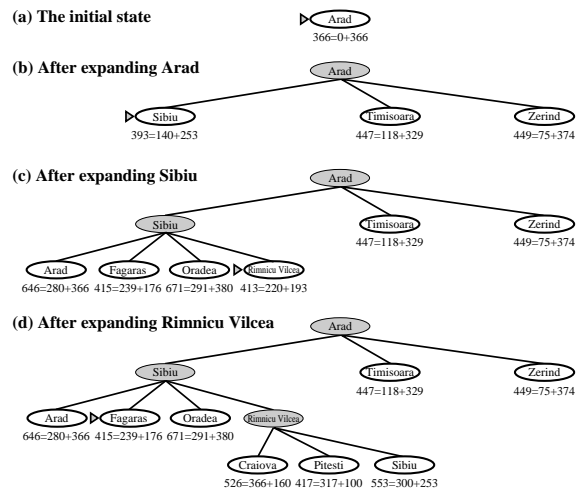 (a) The initial state
Arad
366=0+366
(b) After expanding Arad
Arad
Sibiu
Timisoara
Zerind
393=140+253
447=118+329
449=75+374
(c) After expanding Sibiu
Arad
Sibiu
Timisoara
Zerind
447=118+329
449=75+374
Arad
Fagaras
Oradea
Rimnicu Vilcea
646=280+366
415=239+176
671=291+380
413=220+193
(d) After expanding Rimnicu Vilcea
Arad
Sibiu
Timisoara
Zerind
447=118+329
449=75+374
Arad
Fagaras
Oradea
Rimnicu Vilcea
646=280+366
415=239+176
671=291+380
Craiova
Pitesti
Sibiu
526=366+160
417=317+100
553=300+253